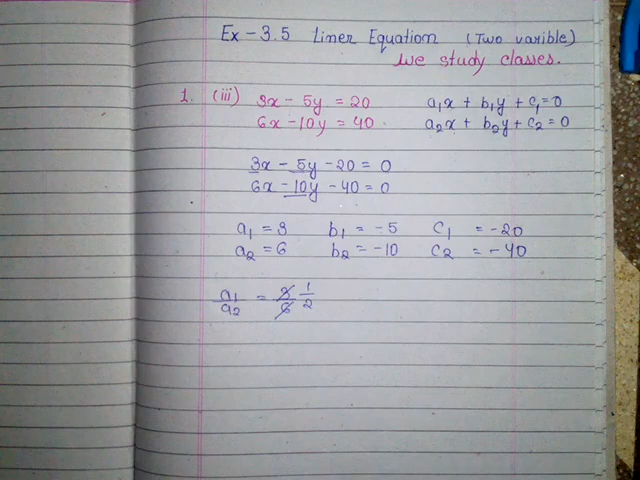 Ex - 3.5 Liner Equation (Two varible)
We study classes.
1. (iii) 3x - 5y = 20 a₁x + b₁y + c₁ = 0
6x - 10y = 40 a₂x + b₂y + c₂ = 0
3x - 5y - 20 = 0
6x - 10y - 40 = 0
a₁ = 3 b₁ = -5 C₁ = -20
a₂ = 6 b₂ = -10 C₂ = -40
a₁/a₂ = 3/6 1/2